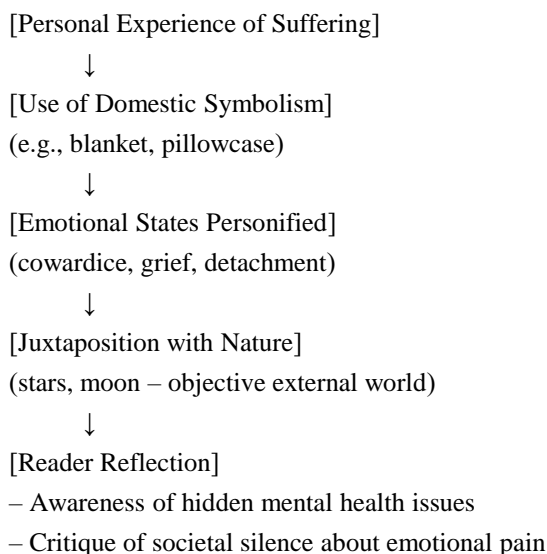 [Personal Experience of Suffering]
↓
[Use of Domestic Symbolism]
(e.g., blanket, pillowcase)
↓
[Emotional States Personified]
(cowardice, grief, detachment)
↓
[Juxtaposition with Nature]
(stars, moon – objective external world)
↓
[Reader Reflection]
– Awareness of hidden mental health issues
– Critique of societal silence about emotional pain